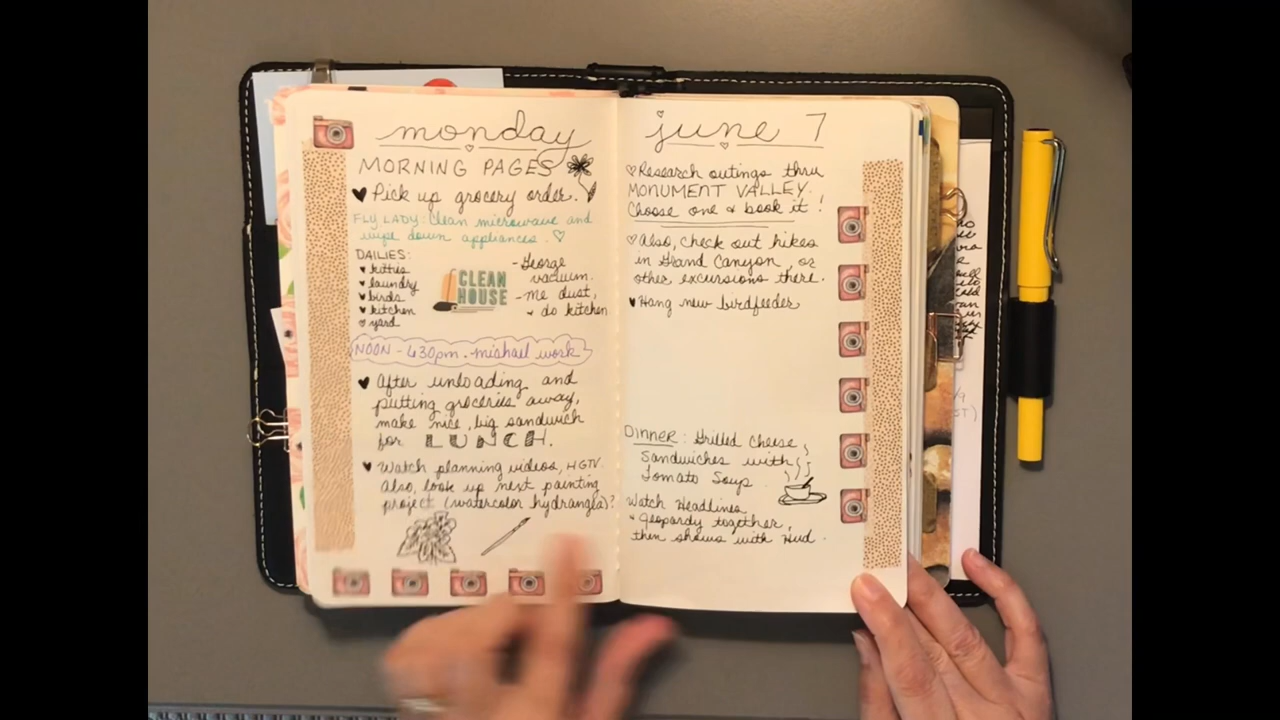 monday
MORNING PAGES
Pick up grocery order.
FLY LADY: Clean microwave and
wipe down appliances.
DAILIES:
kitties
laundry
birds
kitchen
yard
CLEAN
HOUSE
- George
vacuum.
- me dust,
+ do kitchen
NOON - 430pm. mishael work
After unloading and
putting groceries away,
make nice, big sandwich
for LUNCH.
Watch planning videos, HGTV.
Also, look up next painting
project (watercolor hydrangea)?
june 7
Research outings thru
MONUMENT VALLEY.
Choose one & book it!
Also, check out hikes
in Grand Canyon, or
other excursions there.
Hang new birdfeeder
DINNER: Grilled Cheese
Sandwiches with
Tomato Soup.
Watch Headlines
+ Jeopardy together,
then shows with Hud.